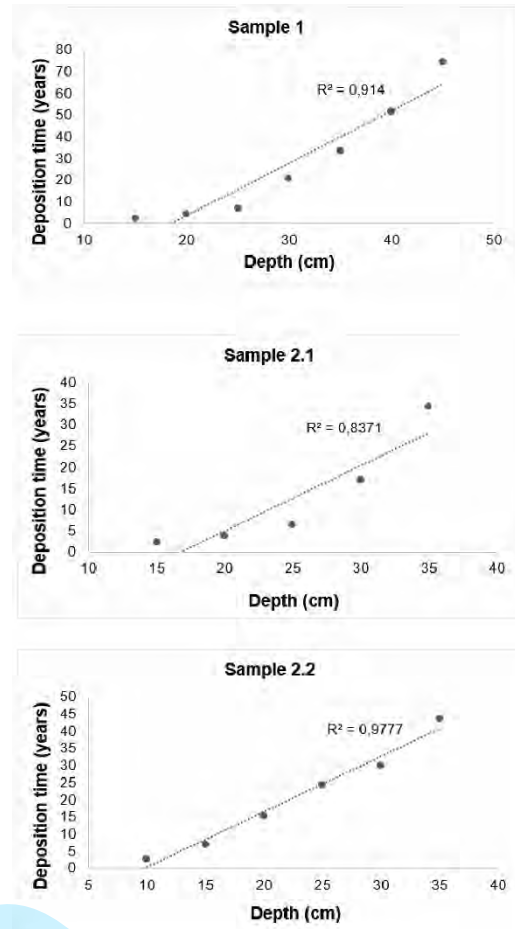 Sample 1
Deposition time (years)
80
70
60
50
40
30
20
10
0
R² = 0,914
10 20 30 40 50
Depth (cm)
Sample 2.1
Deposition time (years)
40
35
30
25
20
15
10
5
0
R² = 0,8371
10 15 20 25 30 35 40
Depth (cm)
Sample 2.2
Deposition time (years)
50
45
40
35
30
25
20
15
10
5
0
R² = 0,9777
5 10 15 20 25 30 35 40
Depth (cm)